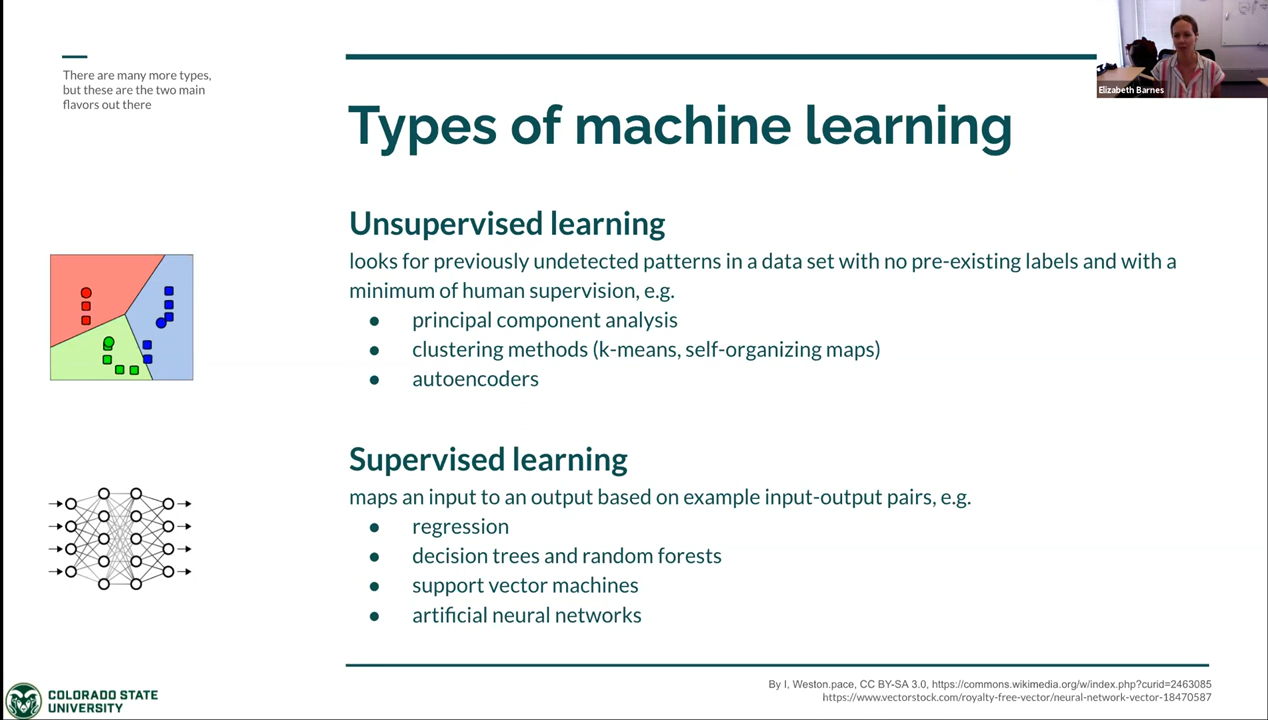 There are many more types,
but these are the two main
flavors out there
Elizabeth Barnes
Types of machine learning
Unsupervised learning
looks for previously undetected patterns in a data set with no pre-existing labels and with a
minimum of human supervision, e.g.
● principal component analysis
● clustering methods (k-means, self-organizing maps)
● autoencoders
Supervised learning
maps an input to an output based on example input-output pairs, e.g.
● regression
● decision trees and random forests
● support vector machines
● artificial neural networks
COLORADO STATE
UNIVERSITY
By I, Weston.pace, CC BY-SA 3.0, https://commons.wikimedia.org/w/index.php?curid=2463085
https://www.vectorstock.com/royalty-free-vector/neural-network-vector-18470587